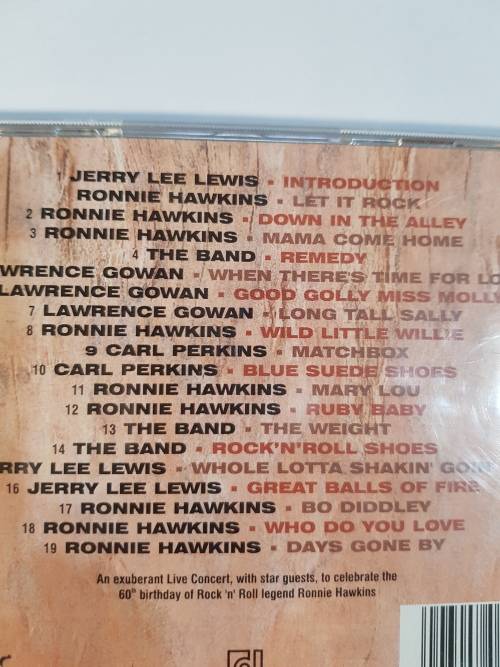 1 JERRY LEE LEWIS • INTRODUCTION
RONNIE HAWKINS • LET IT ROCK
2 RONNIE HAWKINS • DOWN IN THE ALLEY
3 RONNIE HAWKINS • MAMA COME HOME
4 THE BAND • REMEDY
WRENCE GOWAN • WHEN THERE'S TIME FOR LO
LAWRENCE GOWAN • GOOD GOLLY MISS MOLL
7 LAWRENCE GOWAN • LONG TALL SALLY
8 RONNIE HAWKINS • WILD LITTLE WILLIE
9 CARL PERKINS • MATCHBOX
10 CARL PERKINS • BLUE SUEDE SHOES
11 RONNIE HAWKINS • MARY LOU
12 RONNIE HAWKINS • RUBY BABY
13 THE BAND • THE WEIGHT
14 THE BAND • ROCK'N'ROLL SHOES
RRY LEE LEWIS • WHOLE LOTTA SHAKIN' GOIN
16 JERRY LEE LEWIS • GREAT BALLS OF FIRE
17 RONNIE HAWKINS • BO DIDDLEY
18 RONNIE HAWKINS • WHO DO YOU LOVE
19 RONNIE HAWKINS • DAYS GONE BY
An exuberant Live Concert, with star guests, to celebrate the
60th birthday of Rock 'n' Roll legend Ronnie Hawkins